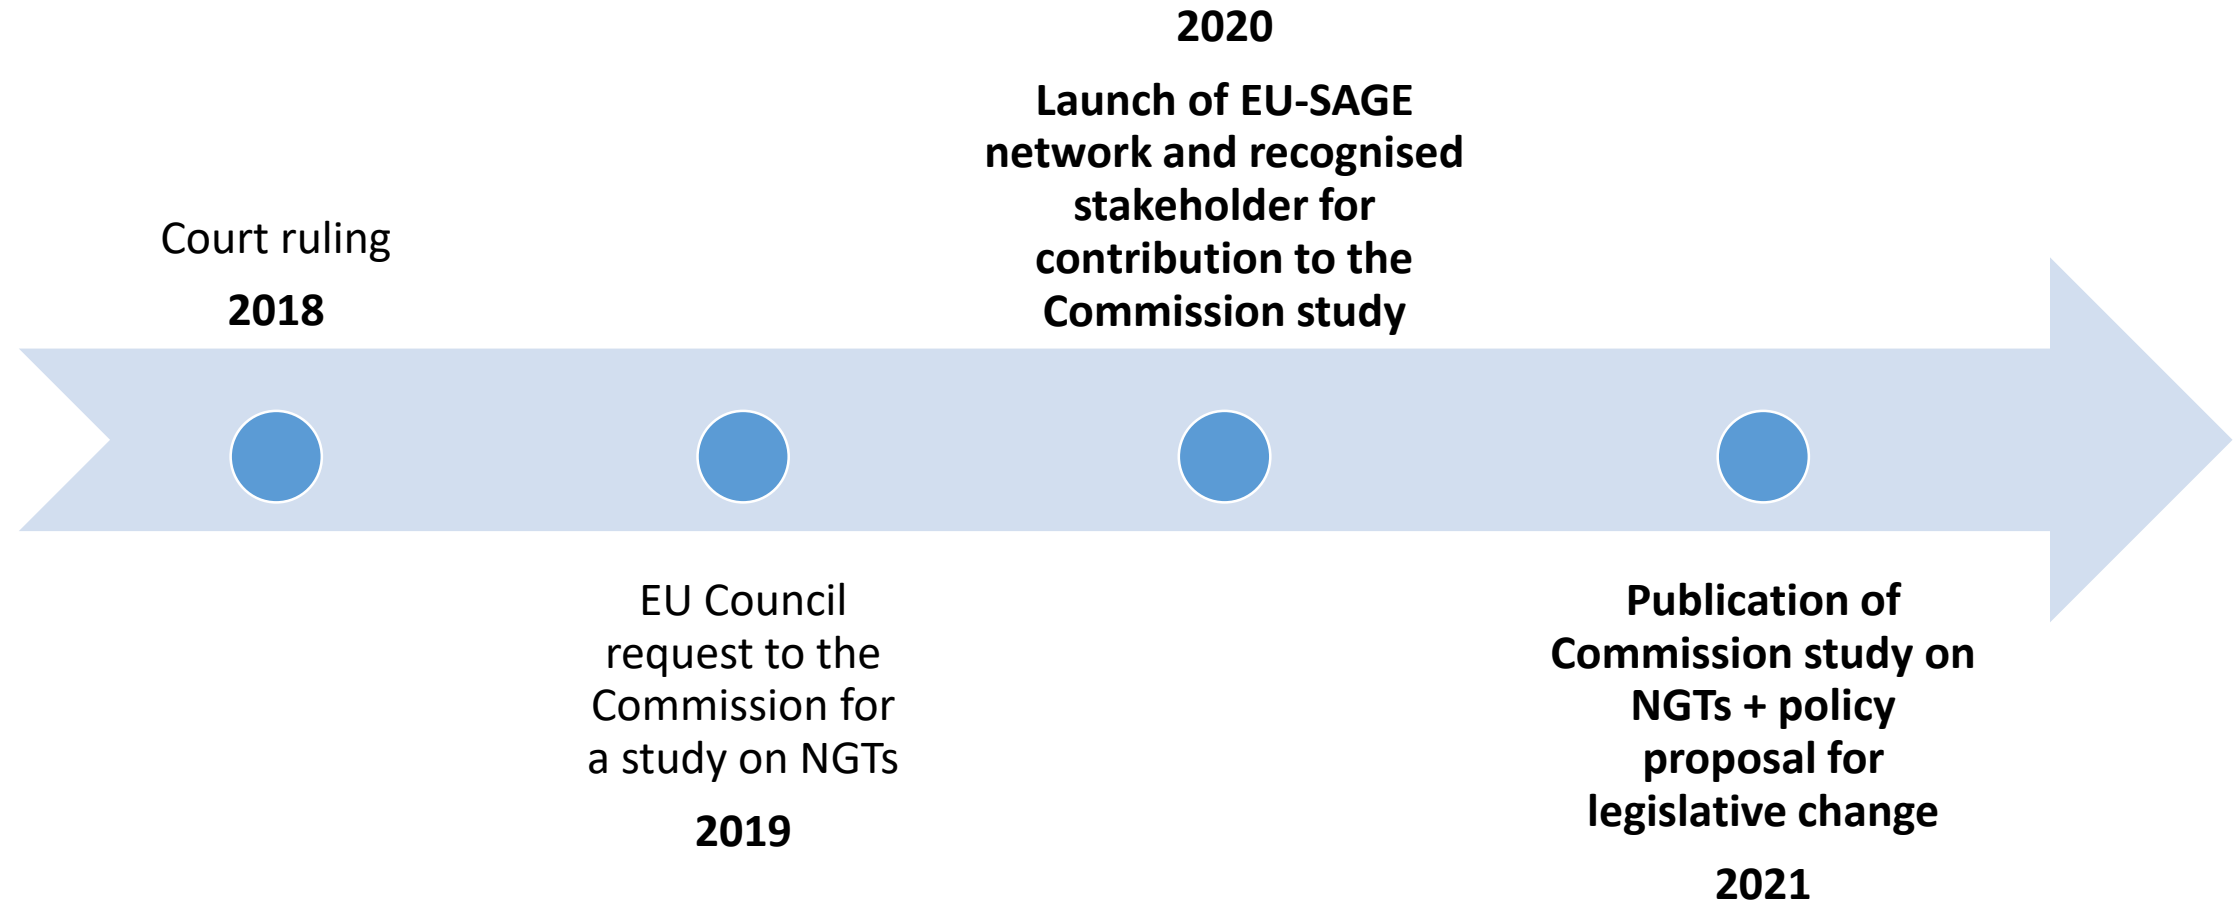 Court ruling
2018
EU Council
request to the
Commission for
a study on NGTs
2019
2020
Launch of EU-SAGE
network and recognised
stakeholder for
contribution to the
Commission study
Publication of
Commission study on
NGTs + policy
proposal for
legislative change
2021